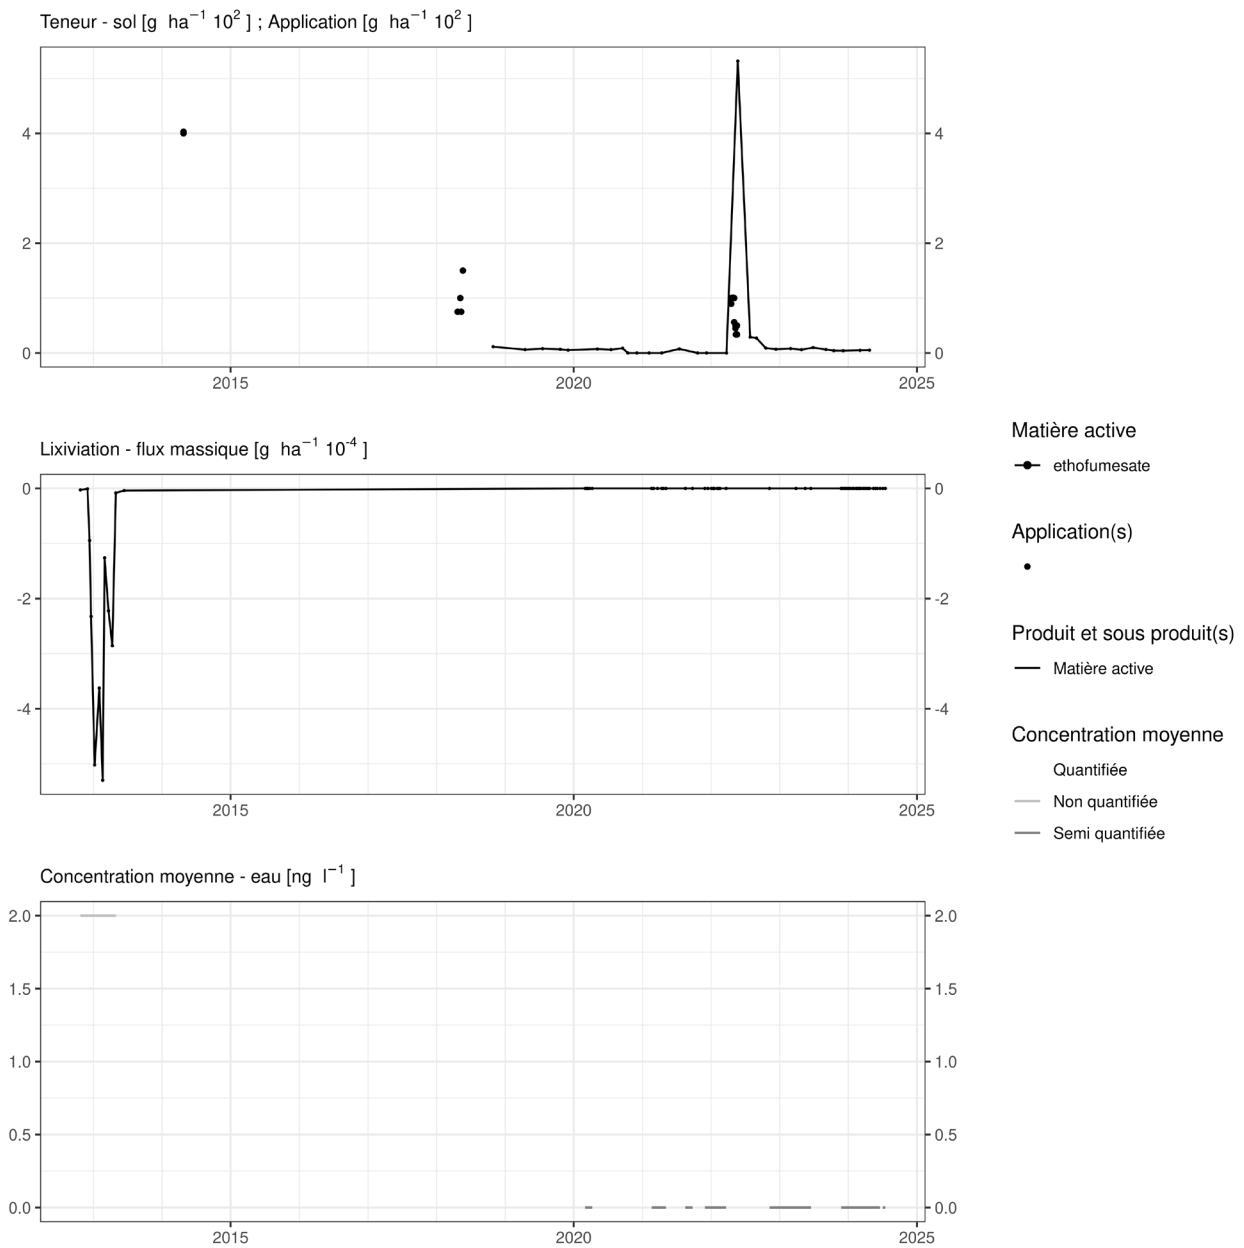 Teneur - sol [g ha−1 102 ] ; Application [g ha−1 102 ]
4 4
2 2
0 0
2015 2020 2025
Lixiviation - flux massique [g ha−1 10-4 ]
0 0
-2 -2
-4 -4
2015 2020 2025
Matière active
ethofumesate
Application(s)
Produit et sous produit(s)
Matière active
Concentration moyenne
Quantifiée
Non quantifiée
Semi quantifiée
Concentration moyenne - eau [ng l−1 ]
2.0 2.0
1.5 1.5
1.0 1.0
0.5 0.5
0.0 0.0
2015 2020 2025